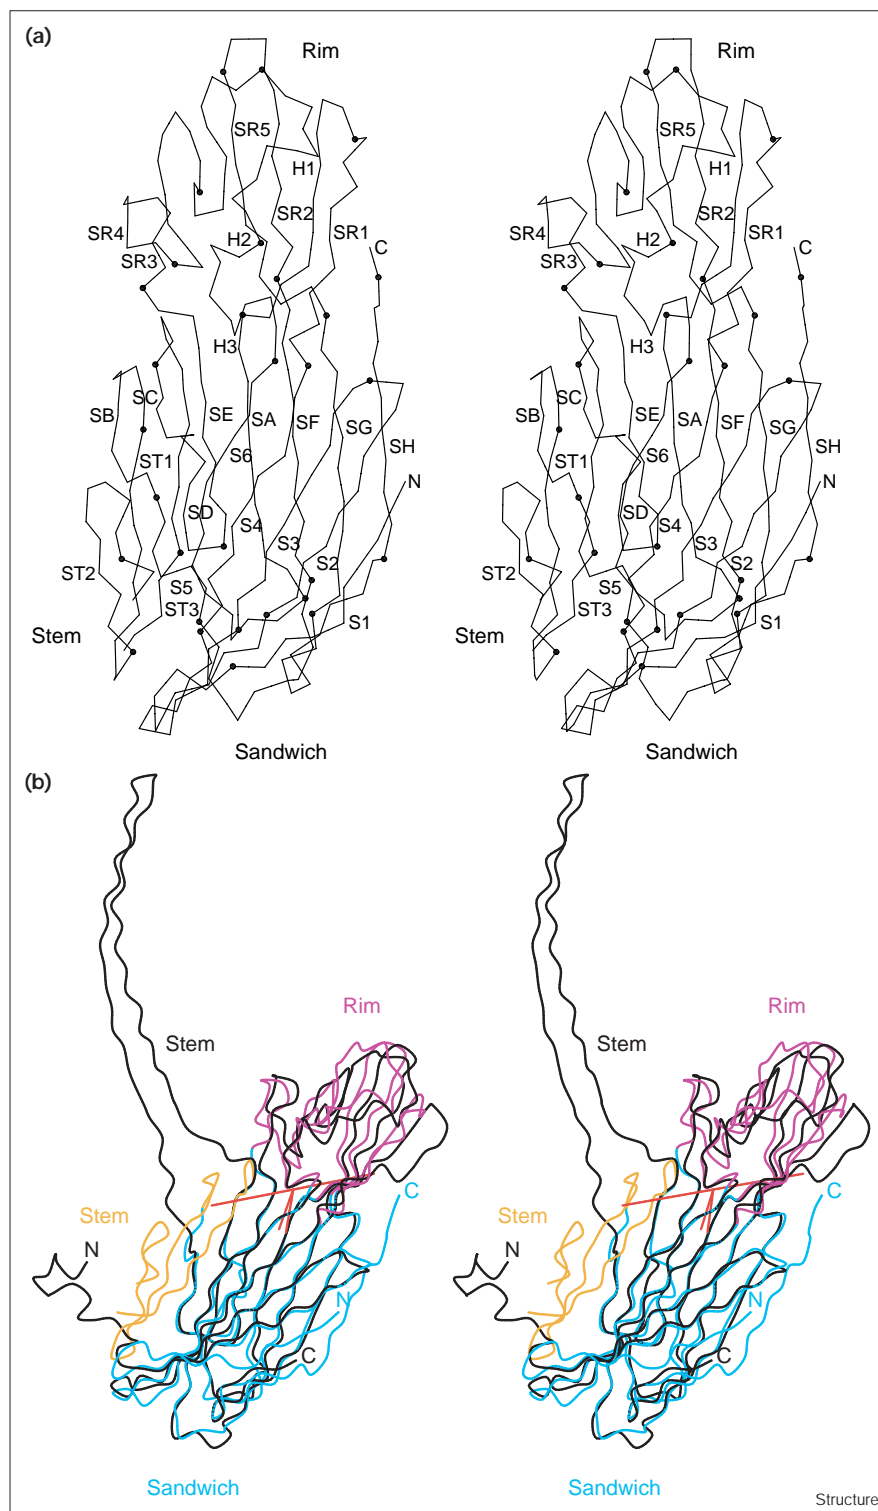 (a)
Rim
Rim
SR5
SR5
H1
H1
SR2
SR2
SR4
H2
SR1
SR4
H2
SR1
SR3
C
SR3
C
H3
H3
SB
SC
SE
SA
SF
SG
SH
SB
SC
SE
SA
SF
SG
SH
ST1
S6
N
ST1
S6
N
SD
S4
S3
SD
S4
S3
ST2
S5
S2
ST2
S5
S2
Stem
ST3
S1
Stem
ST3
S1
Sandwich
Sandwich
(b)
Rim
Rim
Stem
Stem
Stem
C
Stem
C
N
N
N
N
C
C
Sandwich
Sandwich
Structure